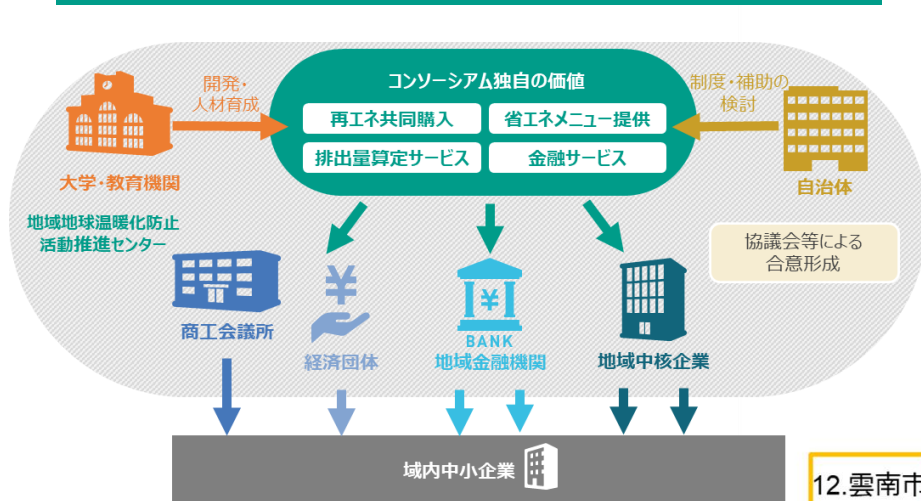 コンソーシアム独自の価値
再エネ共同購入
省エネメニュー提供
排出量算定サービス
金融サービス
開発・
人材育成
制度・補助の
検討
大学・教育機関
自治体
地域地球温暖化防止
活動推進センター
協議会等による
合意形成
商工会議所
¥
経済団体
¥
BANK
地域金融機関
地域中核企業
域内中小企業
12.雲南市